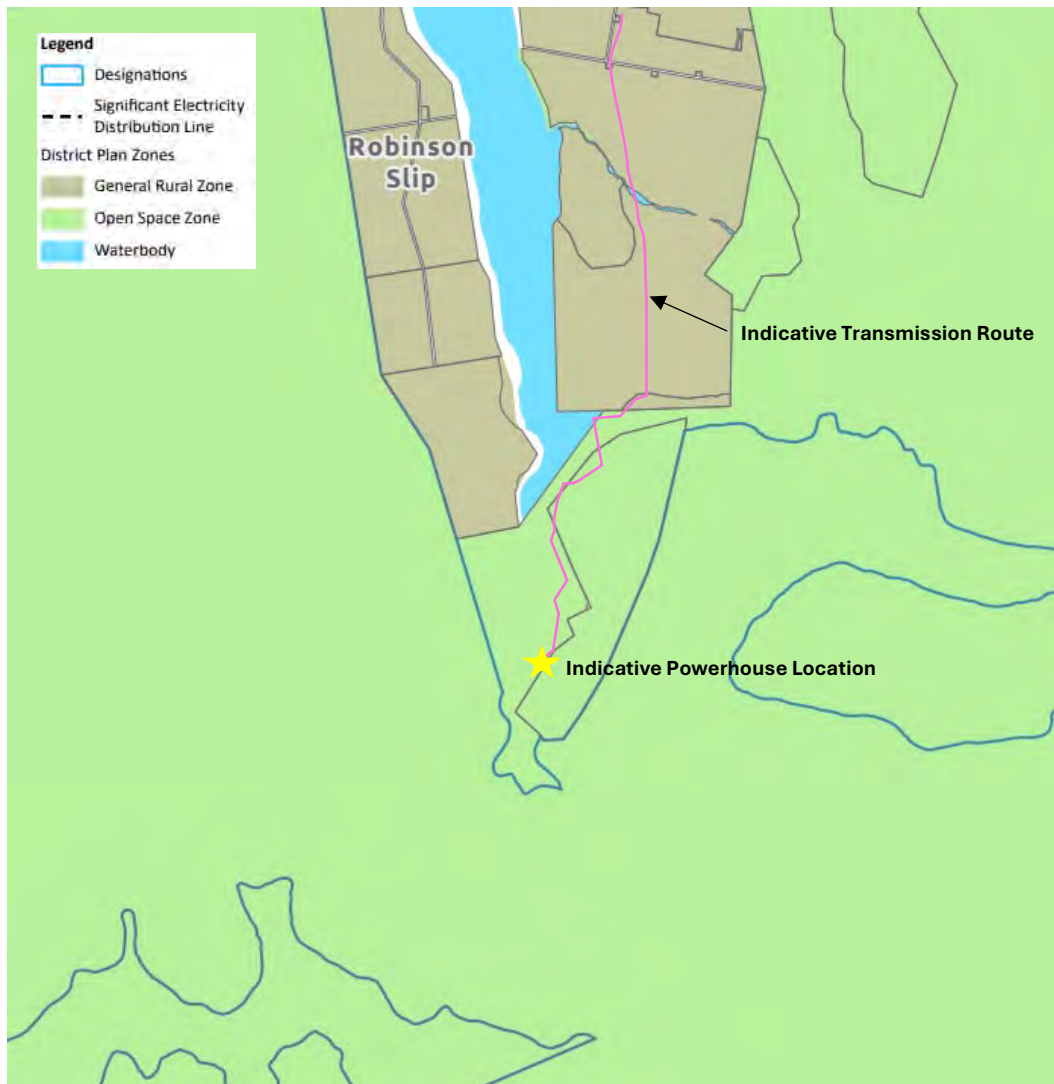 Legend
Designations
Significant Electricity
Distribution Line
District Plan Zones
General Rural Zone
Open Space Zone
Waterbody
Robinson
Slip
Indicative Transmission Route
Indicative Powerhouse Location